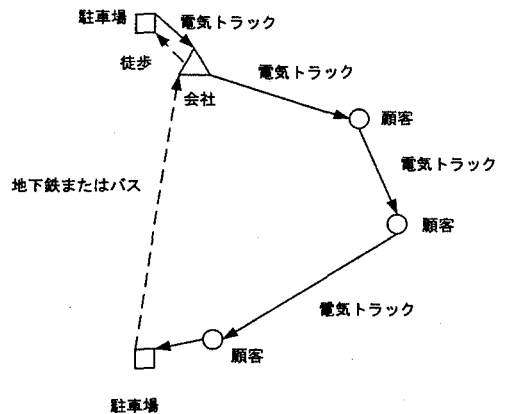 駐車場
電気トラック
徒歩
会社
電気トラック
顧客
電気トラック
地下鉄またはバス
顧客
電気トラック
顧客
駐車場